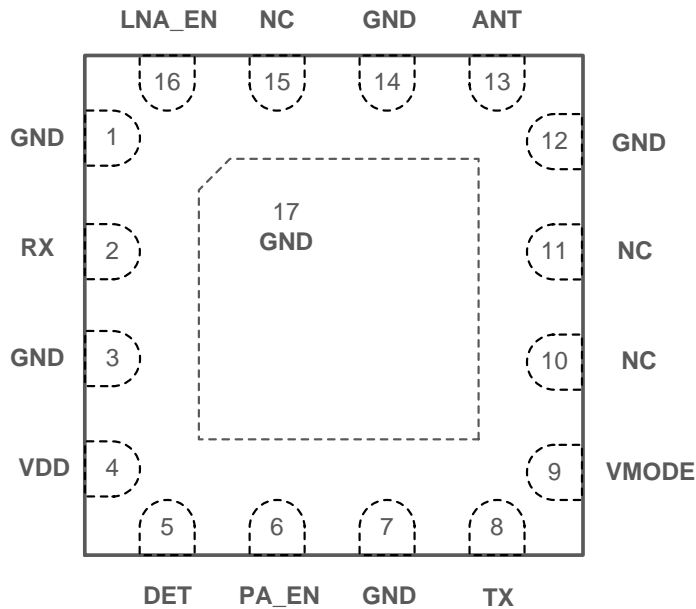 LNA_EN NC GND ANT
16 15 14 13
GND 1 12 GND
17
GND
RX 2 11 NC
GND 3 10 NC
VDD 4 9 VMODE
5 6 7 8
DET PA_EN GND TX